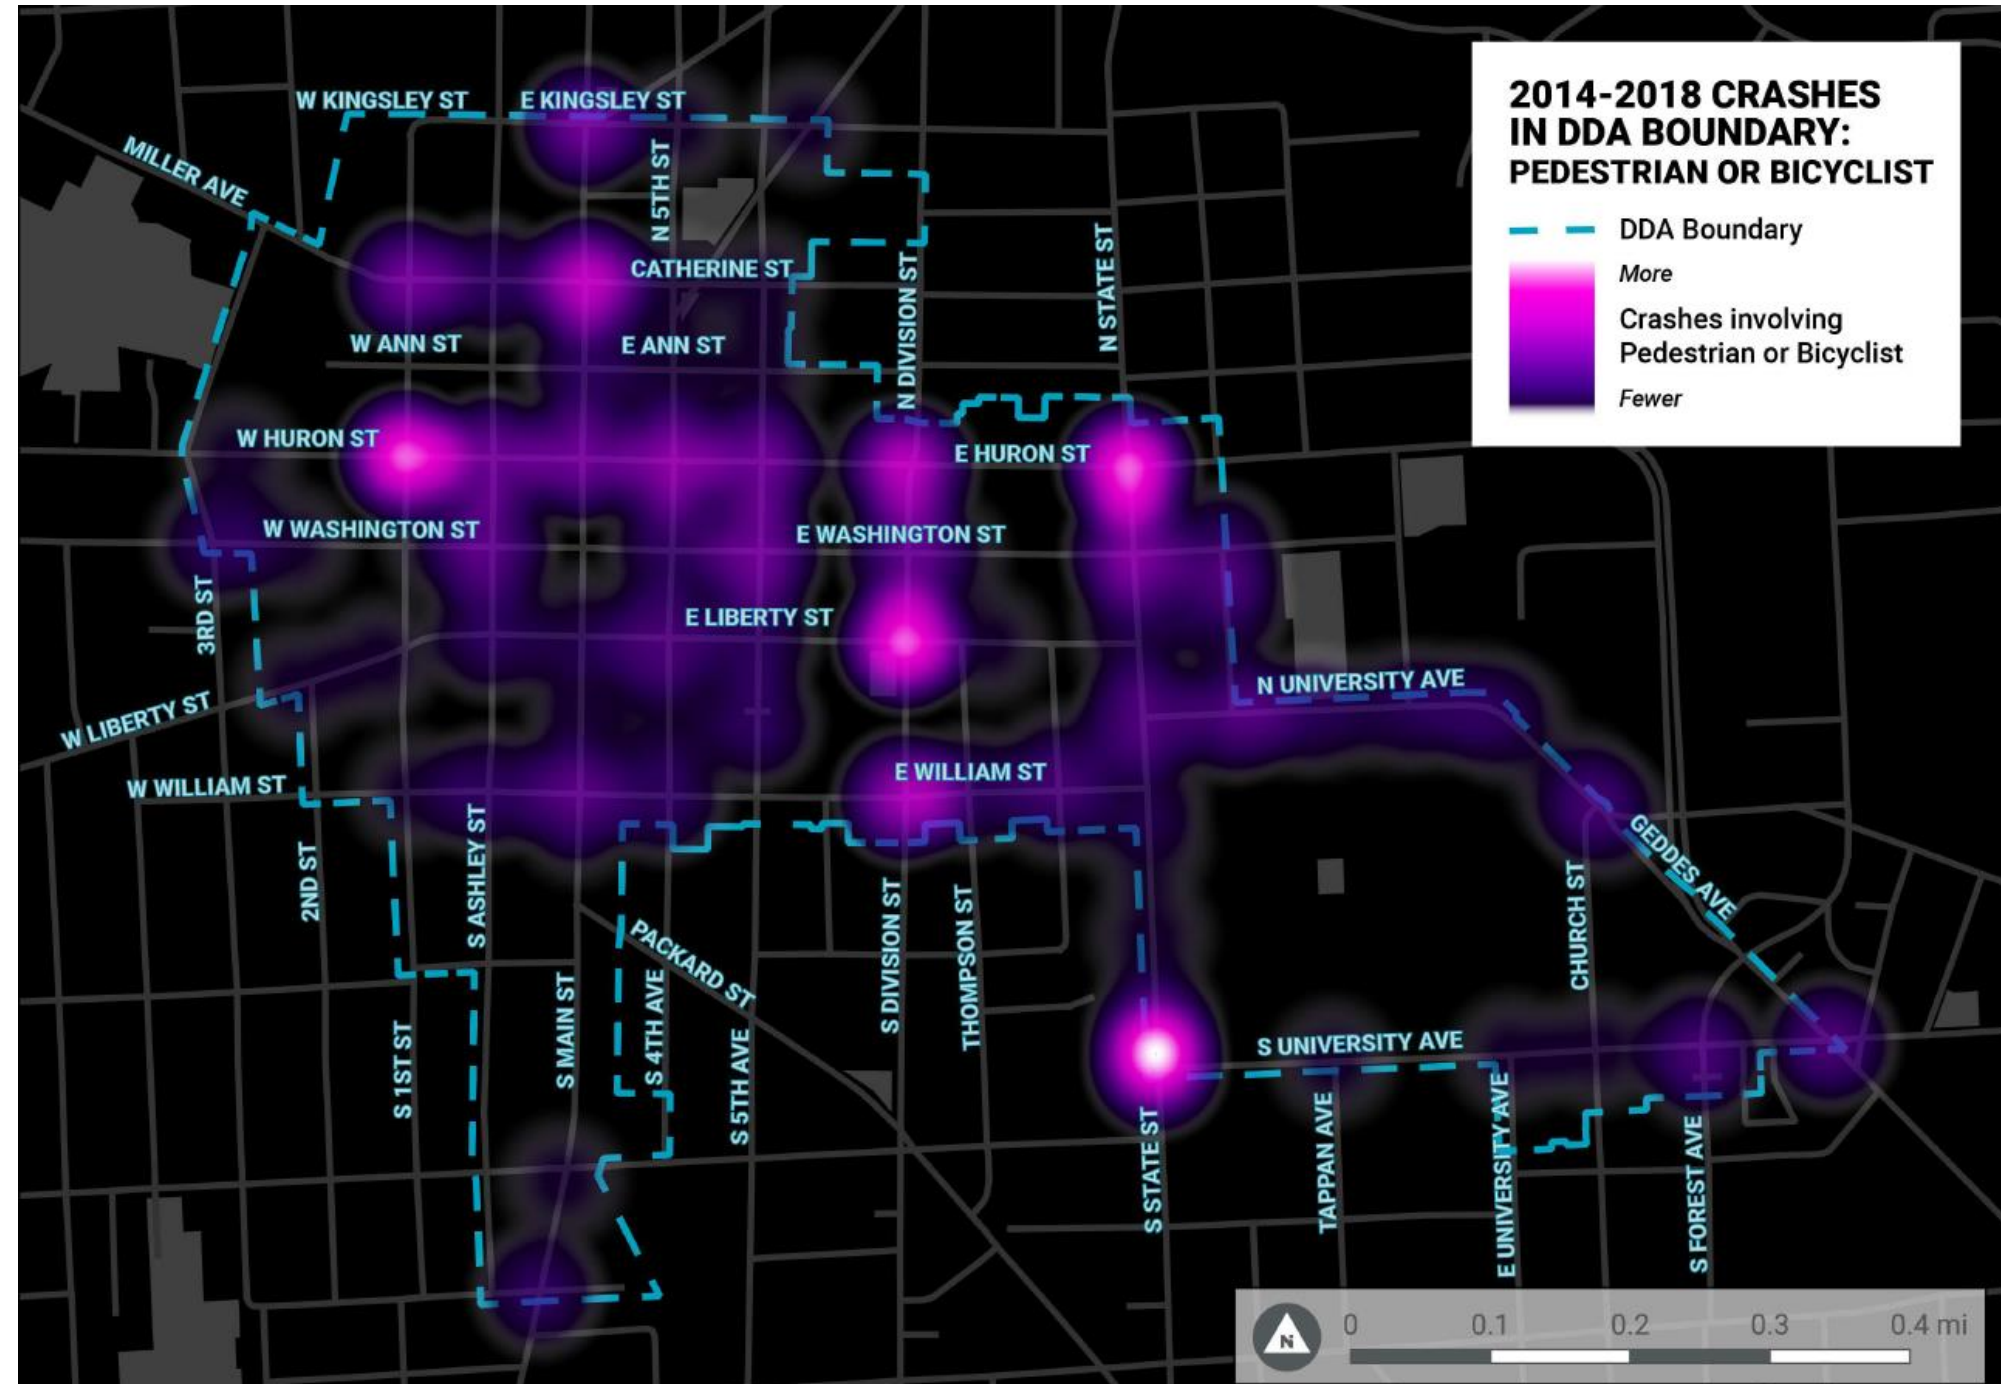 2014-2018 CRASHES
IN DDA BOUNDARY:
PEDESTRIAN OR BICYCLIST
DDA Boundary
More
Crashes involving
Pedestrian or Bicyclist
Fewer
W KINGSLEY ST
E KINGSLEY ST
MILLER AVE
N 5TH ST
CATHERINE ST
N DIVISION ST
N STATE ST
W ANN ST
E ANN ST
W HURON ST
E HURON ST
W WASHINGTON ST
E WASHINGTON ST
3RD ST
E LIBERTY ST
W LIBERTY ST
N UNIVERSITY AVE
W WILLIAM ST
E WILLIAM ST
2ND ST
S ASHLEY ST
GEDDES AVE
CHURCH ST
PACKARD ST
S DIVISION ST
THOMPSON ST
S 1ST ST
S MAIN ST
S 4TH AVE
S 5TH AVE
S UNIVERSITY AVE
S STATE ST
TAPPAN AVE
E UNIVERSITY AVE
S FOREST AVE
N
0 0.1 0.2 0.3 0.4 mi